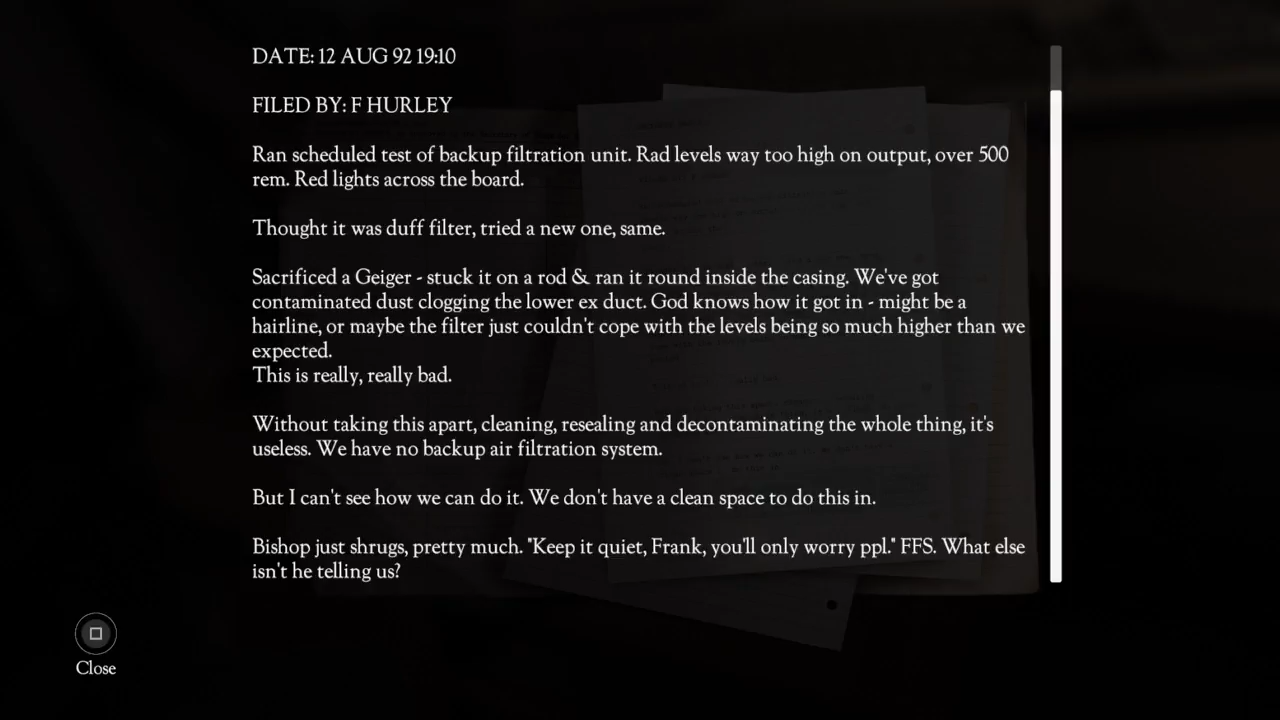 DATE: 12 AUG 92 19:10
FILED BY: F HURLEY
Ran scheduled test of backup filtration unit. Rad levels way too high on output, over 500
rem. Red lights across the board.
Thought it was duff filter, tried a new one, same.
Sacrificed a Geiger - stuck it on a rod & ran it round inside the casing. We've got
contaminated dust clogging the lower ex duct. God knows how it got in - might be a
hairline, or maybe the filter just couldn't cope with the levels being so much higher than we
expected.
This is really, really bad.
Without taking this apart, cleaning, resealing and decontaminating the whole thing, it's
useless. We have no backup air filtration system.
But I can't see how we can do it. We don't have a clean space to do this in.
Bishop just shrugs, pretty much. "Keep it quiet, Frank, you'll only worry ppl." FFS. What else
isn't he telling us?
Close